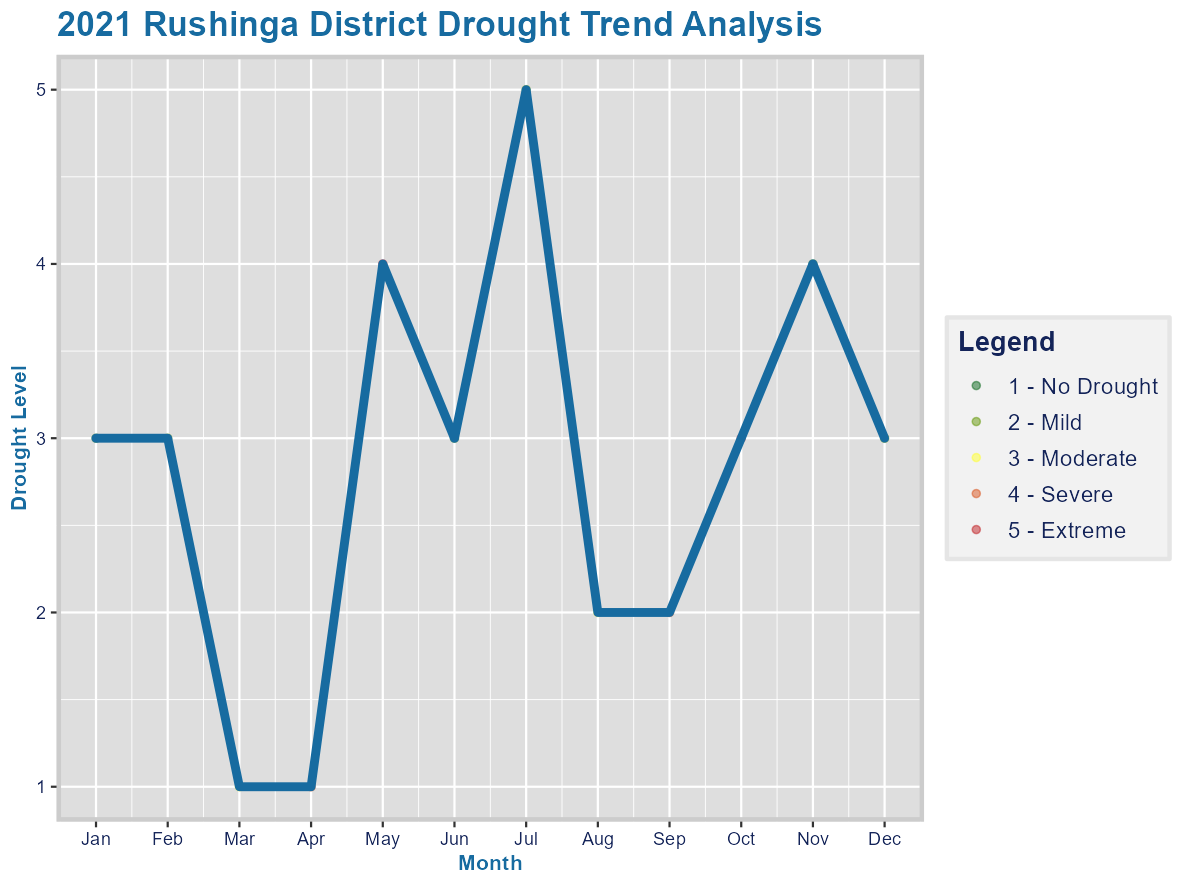 2021 Rushinga District Drought Trend Analysis
Drought Level
5
4
3
2
1
Jan Feb Mar Apr May Jun Jul Aug Sep Oct Nov Dec
Month
Legend
1 - No Drought
2 - Mild
3 - Moderate
4 - Severe
5 - Extreme